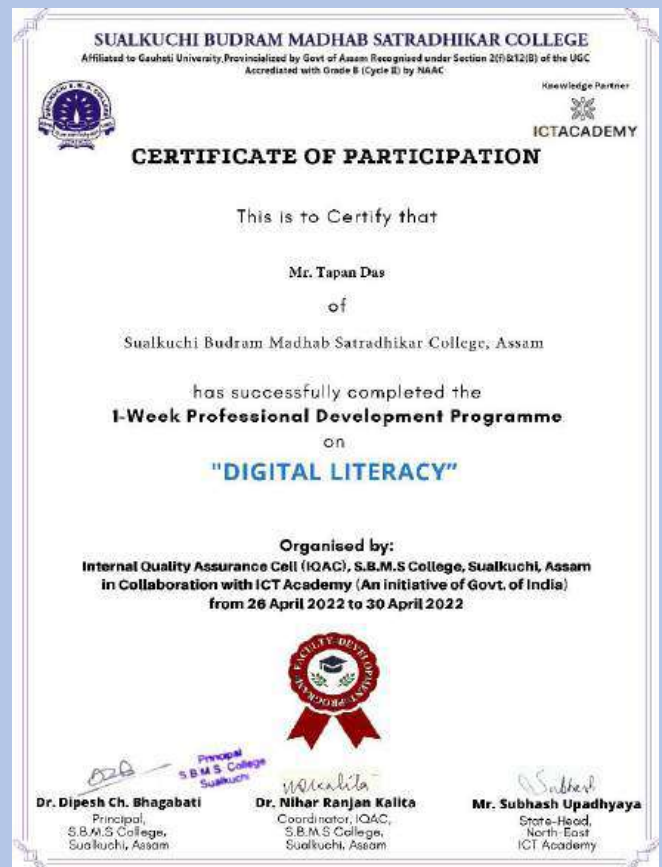 SUALKUCHI BUDRAM MADHAB SATRADHIKAR COLLEGE
Affiliated to Gauhati University, Provincialized by Govt of Assam Recognised under Section 2(f)&12(B) of the UGC
Accredited with Grade B (Cycle II) by NAAC
Knowledge Partner
ICTACADEMY
CERTIFICATE OF PARTICIPATION
This is to Certify that
Mr. Tapan Das
of
Sualkuchi Budram Madhab Satradhikar College, Assam
has successfully completed the
1-Week Professional Development Programme
on
"DIGITAL LITERACY"
Organised by:
Internal Quality Assurance Cell (IQAC), S.B.M.S College, Sualkuchi, Assam
in Collaboration with ICT Academy (An initiative of Govt. of India)
from 26 April 2022 to 30 April 2022
FACULTY-DEVELOPMENT-PROGRAM
Principal
S.B.M.S. College
Sualkuchi
Dr. Dipesh Ch. Bhagabati
Principal,
S.B.M.S College,
Sualkuchi, Assam
Dr. Nihar Ranjan Kalita
Coordinator, IQAC,
S.B.M.S College,
Sualkuchi, Assam
Mr. Subhash Upadhyaya
State-Head,
North-East
ICT Academy